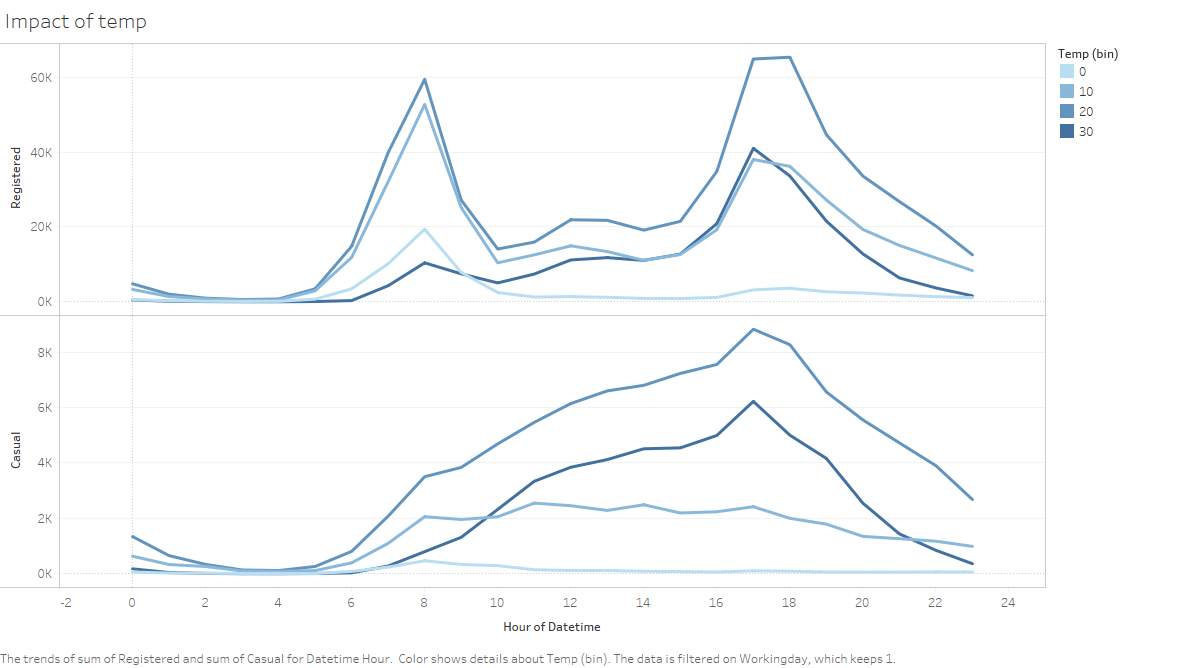 Impact of temp
Temp (bin)
0
10
20
30
Registered
60K
40K
20K
0K
Casual
8K
6K
4K
2K
0K
-2 0 2 4 6 8 10 12 14 16 18 20 22 24
Hour of Datetime
The trends of sum of Registered and sum of Casual for Datetime Hour. Color shows details about Temp (bin). The data is filtered on Workingday, which keeps 1.